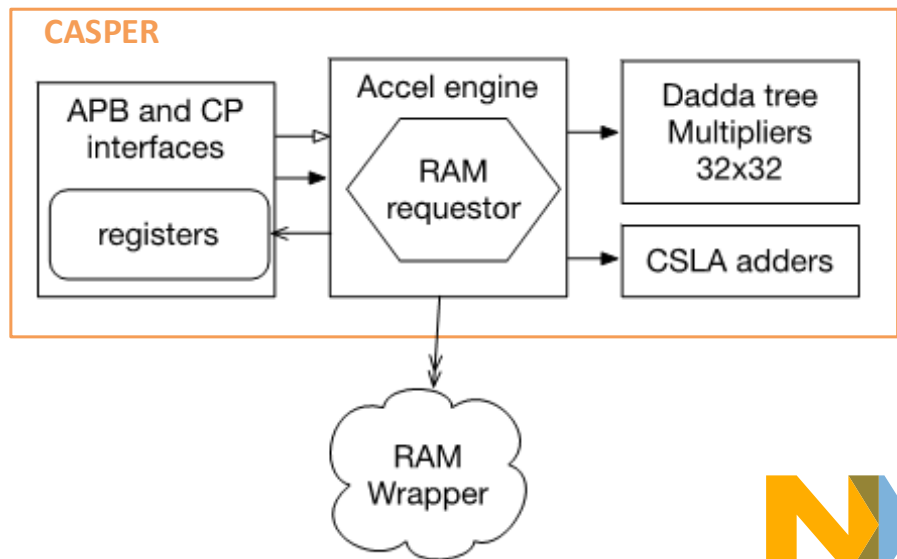 CASPER
APB and CP
interfaces
registers
Accel engine
RAM
requestor
Dadda tree
Multipliers
32x32
CSLA adders
RAM
Wrapper
N